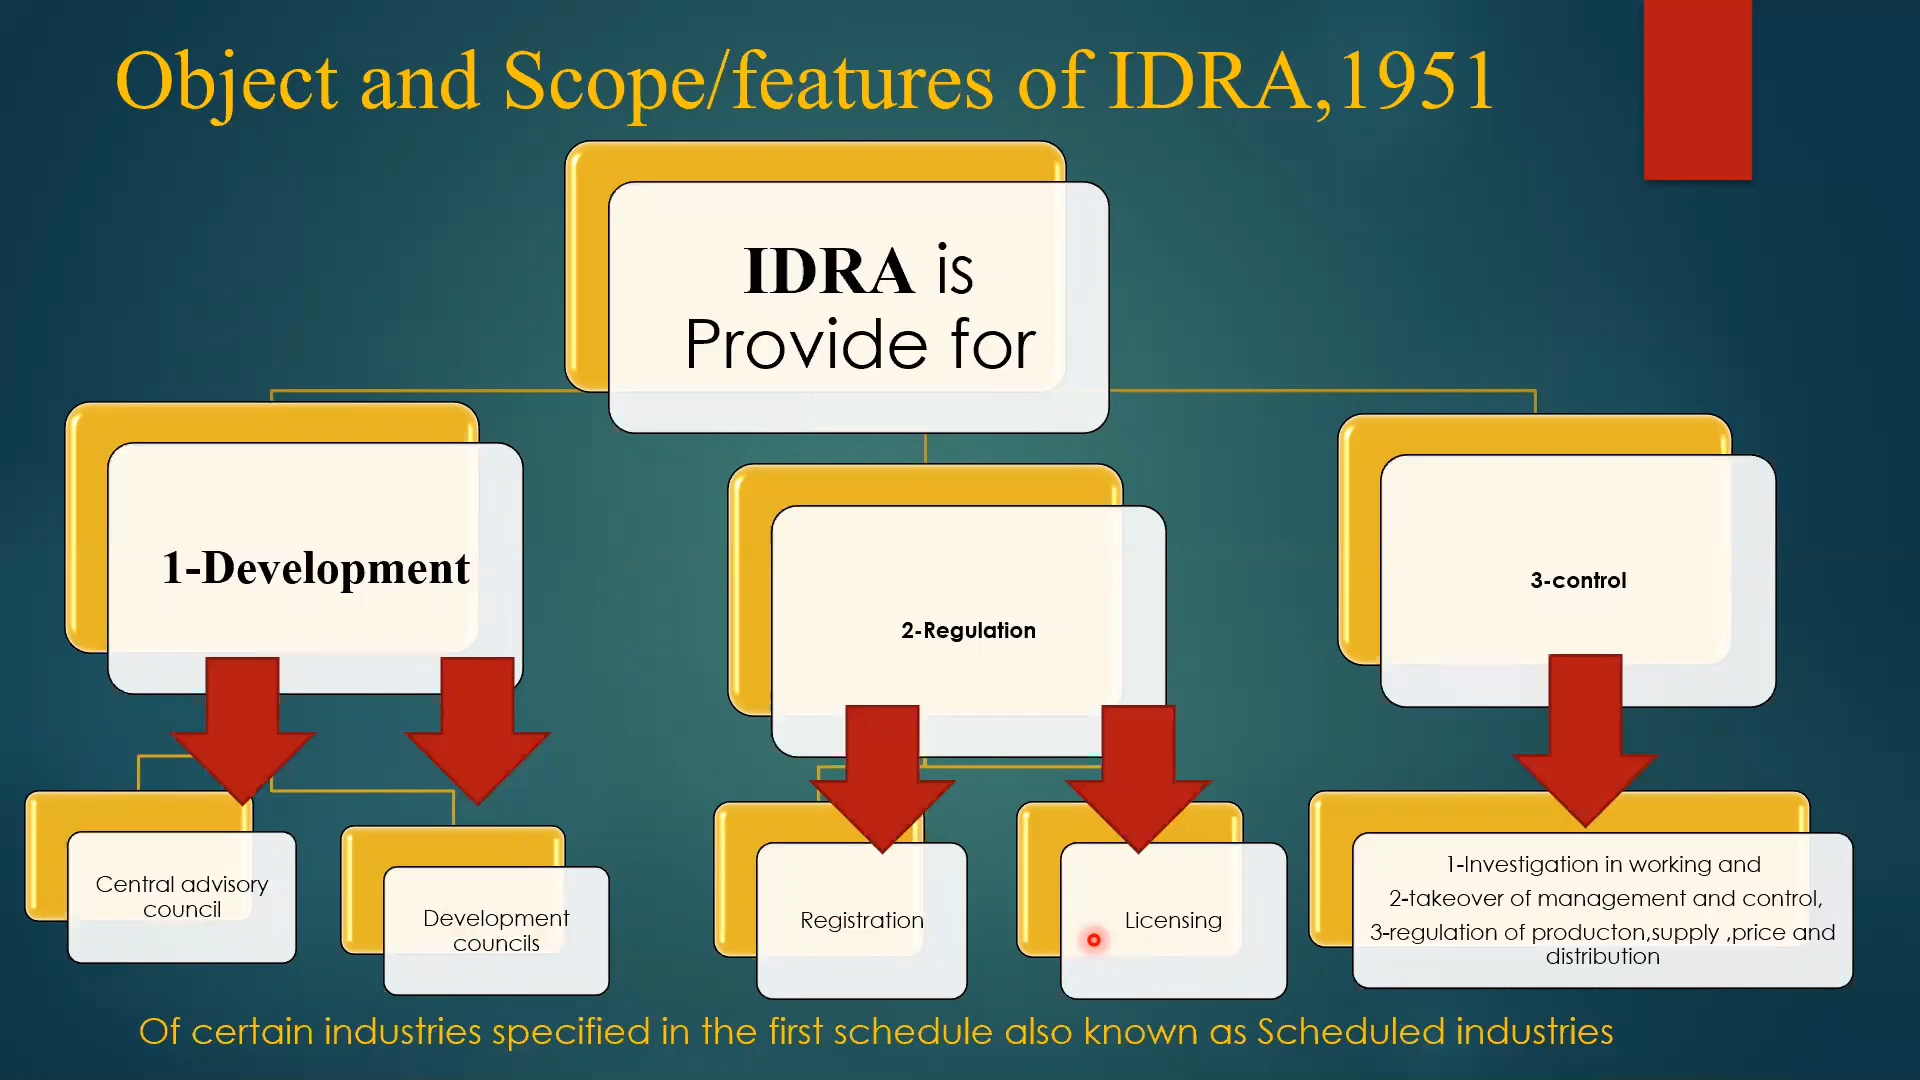 Object and Scope/features of IDRA,1951
IDRA is
Provide for
1-Development
2-Regulation
3-control
Central advisory
council
Development
councils
Registration
Licensing
1-Investigation in working and
2-takeover of management and control,
3-regulation of producton,supply ,price and
distribution
Of certain industries specified in the first schedule also known as Scheduled industries